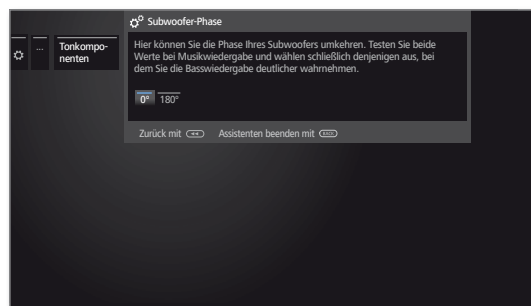 Subwoofer-Phase
...
Tonkompo-
nenten
Hier können Sie die Phase Ihres Subwoofers umkehren. Testen Sie beide
Werte bei Musikwiedergabe und wählen schließlich denjenigen aus, bei
dem Sie die Basswiedergabe deutlicher wahrnehmen.
0° 180°
Zurück mit Assistenten beenden mit BACK